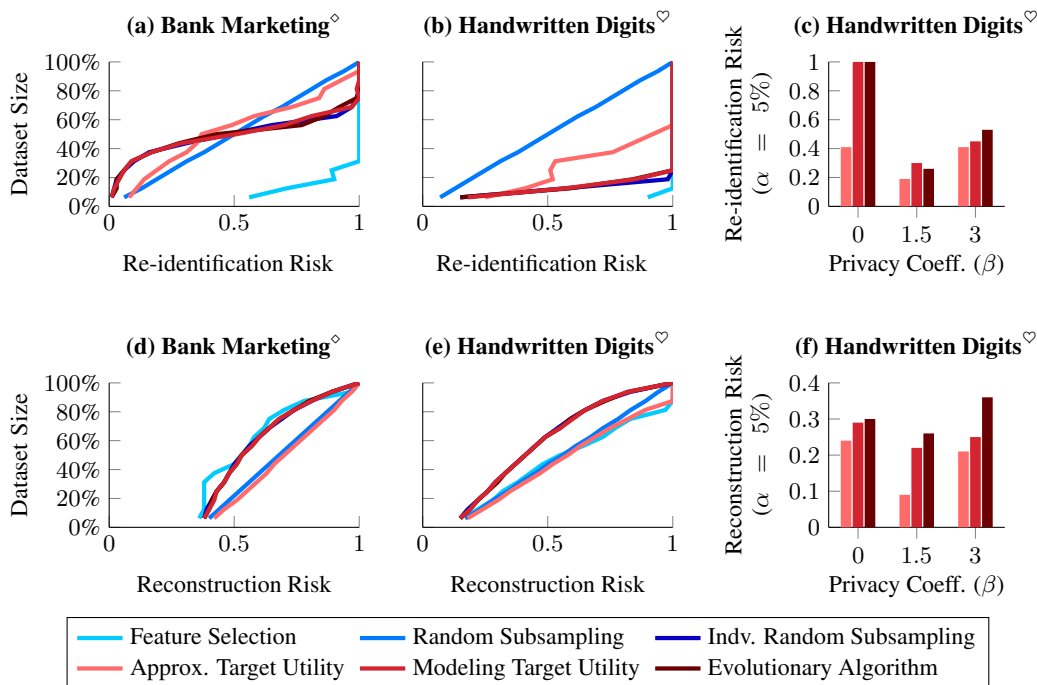 (a) Bank Marketing◇
(b) Handwritten Digits♡
(c) Handwritten Digits♡
Dataset Size
100%
80%
60%
40%
20%
0%
0 0.5 1
Re-identification Risk
0 0.5 1
Re-identification Risk
Re-identification Risk
(α = 5%)
1
0.8
0.6
0.4
0.2
0
0 1.5 3
Privacy Coeff. (β)
(d) Bank Marketing◇
(e) Handwritten Digits♡
(f) Handwritten Digits♡
Dataset Size
100%
80%
60%
40%
20%
0%
0 0.5 1
Reconstruction Risk
0 0.5 1
Reconstruction Risk
Reconstruction Risk
(α = 5%)
0.4
0.3
0.2
0.1
0
0 1.5 3
Privacy Coeff. (β)
Feature Selection Random Subsampling Indv. Random Subsampling
Approx. Target Utility Modeling Target Utility Evolutionary Algorithm